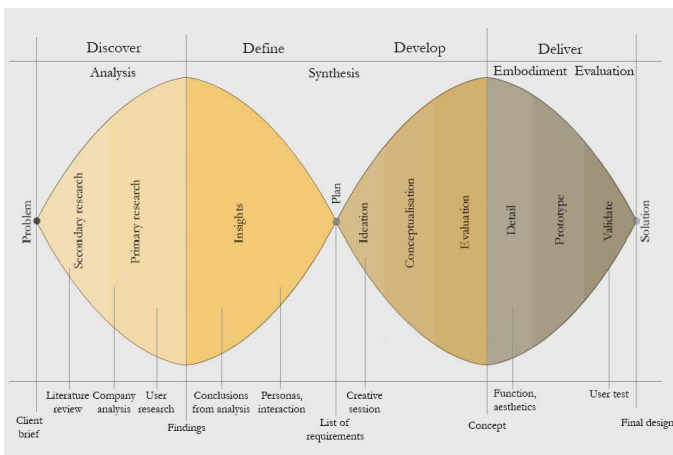 Discover
Define
Develop
Deliver
Analysis
Synthesis
Embodiment Evaluation
Problem
Secondary research
Primary research
Insights
Plan
Ideation
Conceptualisation
Evaluation
Detail
Prototype
Validate
Solution
Literature
review
Company
analysis
User
research
Conclusions
from analysis
Personas,
interaction
Creative
session
Function,
aesthetics
User test
Client
brief
Findings
List of
requirements
Concept
Final design